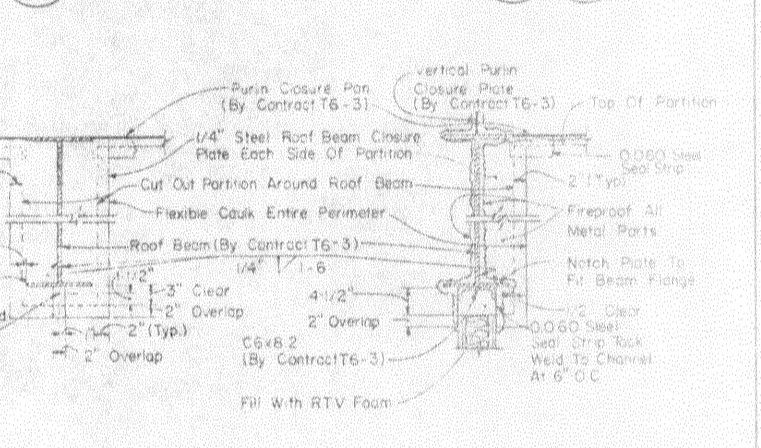 Purlin Closure Pan
(By Contract T6-3)
Vertical Purlin
Closure Plate
(By Contract T6-3)
Top Of Partition
1/4" Steel Roof Beam Closure
Plate Each Side Of Partition
0.060 Steel
Seal Strip
Cut Out Partition Around Roof Beam
2" (Typ)
Flexible Caulk Entire Perimeter
Fireproof All
Metal Parts
Roof Beam (By Contract T6-3)
1/4" 1-6
Notch Plate To
Fit Beam Flange
1/2"
3" Clear
2" Overlap
4-1/2"
2" Overlap
1/2 Clear
2" (Typ.)
2" Overlap
C6x8.2
(By Contract T6-3)
0.060 Steel
Seal Strip Tack
Weld To Channel
At 6" O.C
Fill With RTV Foam